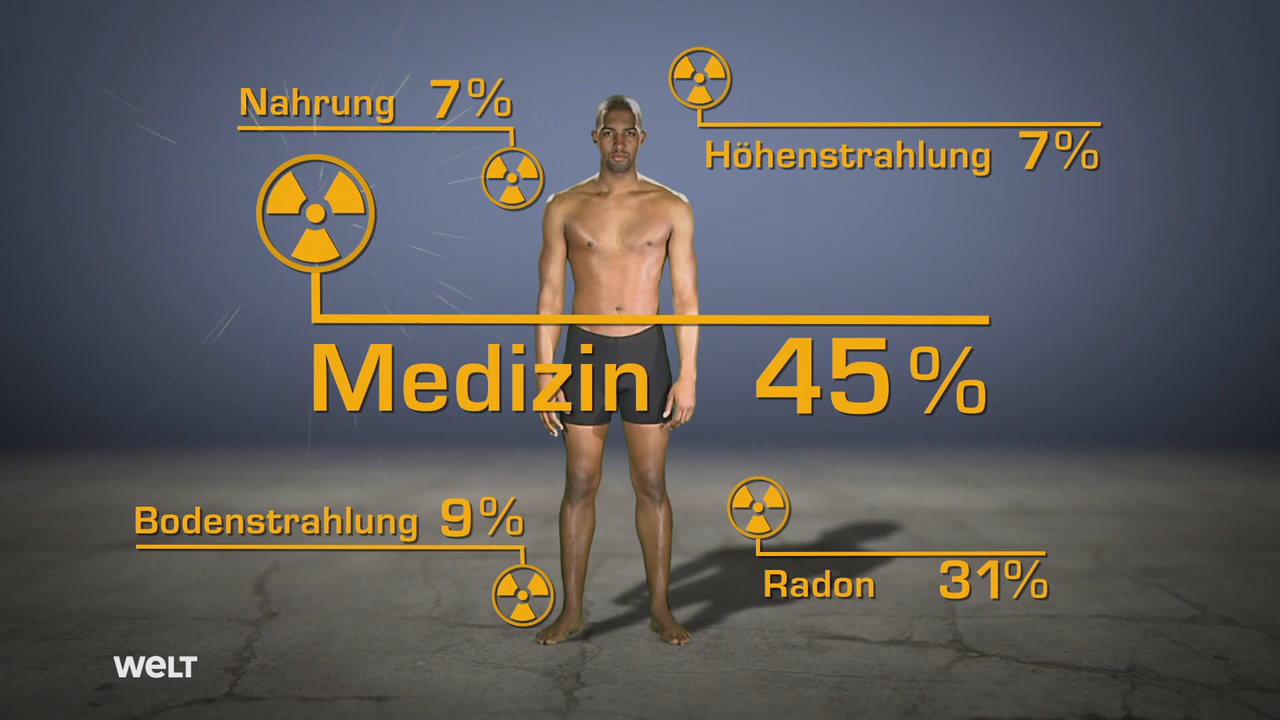 Nahrung 7%
Höhenstrahlung 7%
Medizin 45%
Bodenstrahlung 9%
Radon 31%
WELT